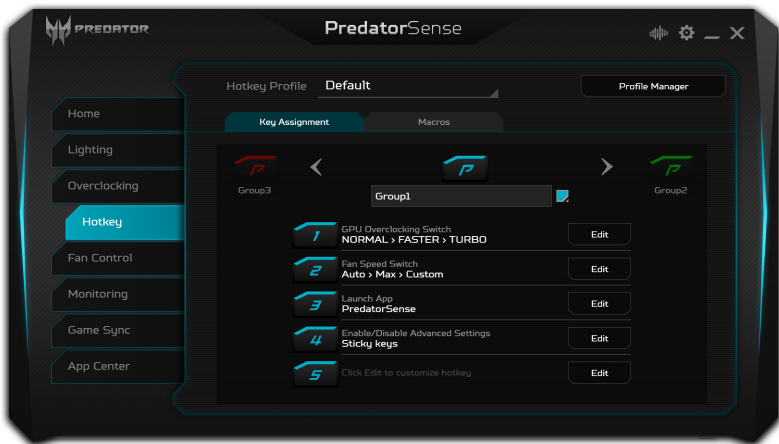 PREDATOR
PredatorSense
Hotkey Profile Default
Profile Manager
Home
Lighting
Overclocking
Hotkey
Fan Control
Monitoring
Game Sync
App Center
Key Assignment
Macros
Group3
Group1
Group2
1
GPU Overclocking Switch
NORMAL > FASTER > TURBO
Edit
2
Fan Speed Switch
Auto > Max > Custom
Edit
3
Launch App
PredatorSense
Edit
4
Enable/Disable Advanced Settings
Sticky keys
Edit
5
Click Edit to customize hotkey
Edit